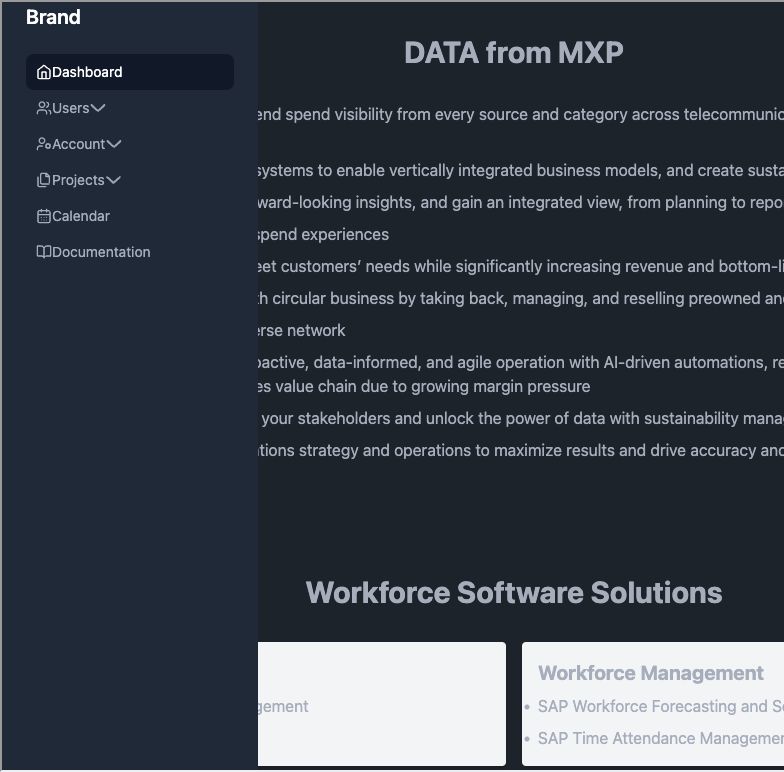 Brand
Dashboard
Users
Account
Projects
Calendar
Documentation
DATA from MXP
end spend visibility from every source and category across telecommunic
systems to enable vertically integrated business models, and create susta
ward-looking insights, and gain an integrated view, from planning to repo
spend experiences
eet customers’ needs while significantly increasing revenue and bottom-li
h circular business by taking back, managing, and reselling preowned an
erse network
active, data-informed, and agile operation with AI-driven automations, re
es value chain due to growing margin pressure
your stakeholders and unlock the power of data with sustainability mana
tions strategy and operations to maximize results and drive accuracy and
Workforce Software Solutions
gement
Workforce Management
• SAP Workforce Forecasting and S
• SAP Time Attendance Managemen